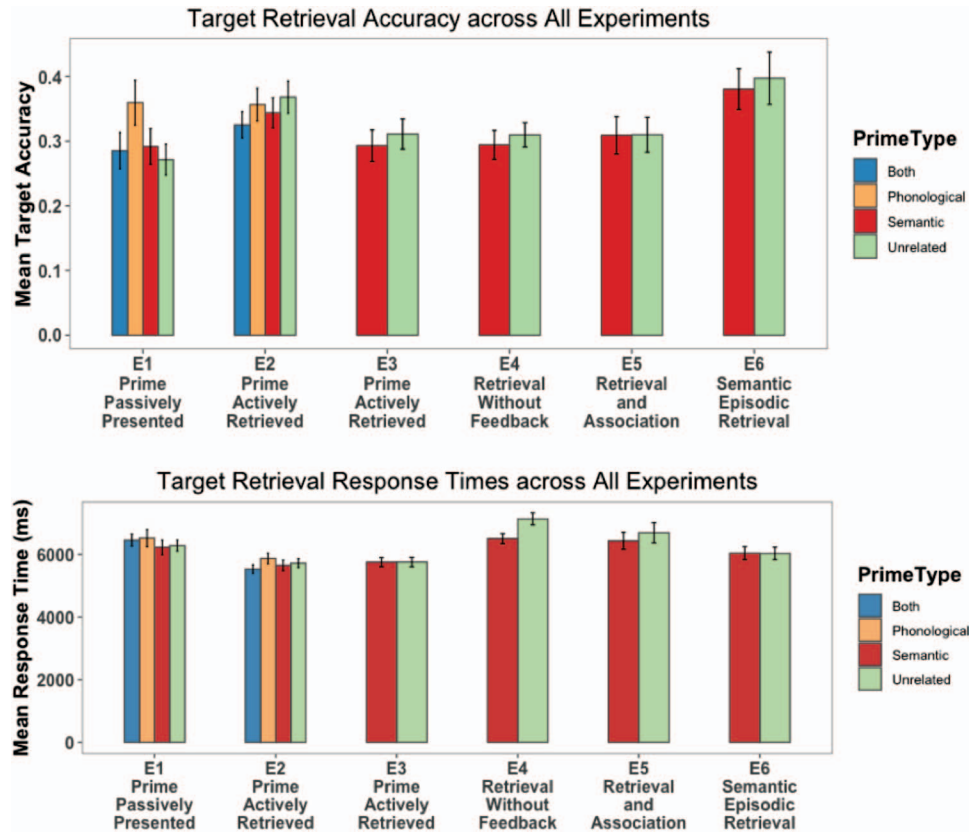 Target Retrieval Accuracy across All Experiments
Mean Target Accuracy
0.4
0.3
0.2
0.1
0.0
E1 E2 E3 E4 E5 E6
Prime Prime Prime Retrieval Retrieval Semantic
Passively Actively Actively Without and Episodic
Presented Retrieved Retrieved Feedback Association Retrieval
PrimeType
Both
Phonological
Semantic
Unrelated
Target Retrieval Response Times across All Experiments
Mean Response Time (ms)
6000
4000
2000
0
E1 E2 E3 E4 E5 E6
Prime Prime Prime Retrieval Retrieval Semantic
Passively Actively Actively Without and Episodic
Presented Retrieved Retrieved Feedback Association Retrieval
PrimeType
Both
Phonological
Semantic
Unrelated